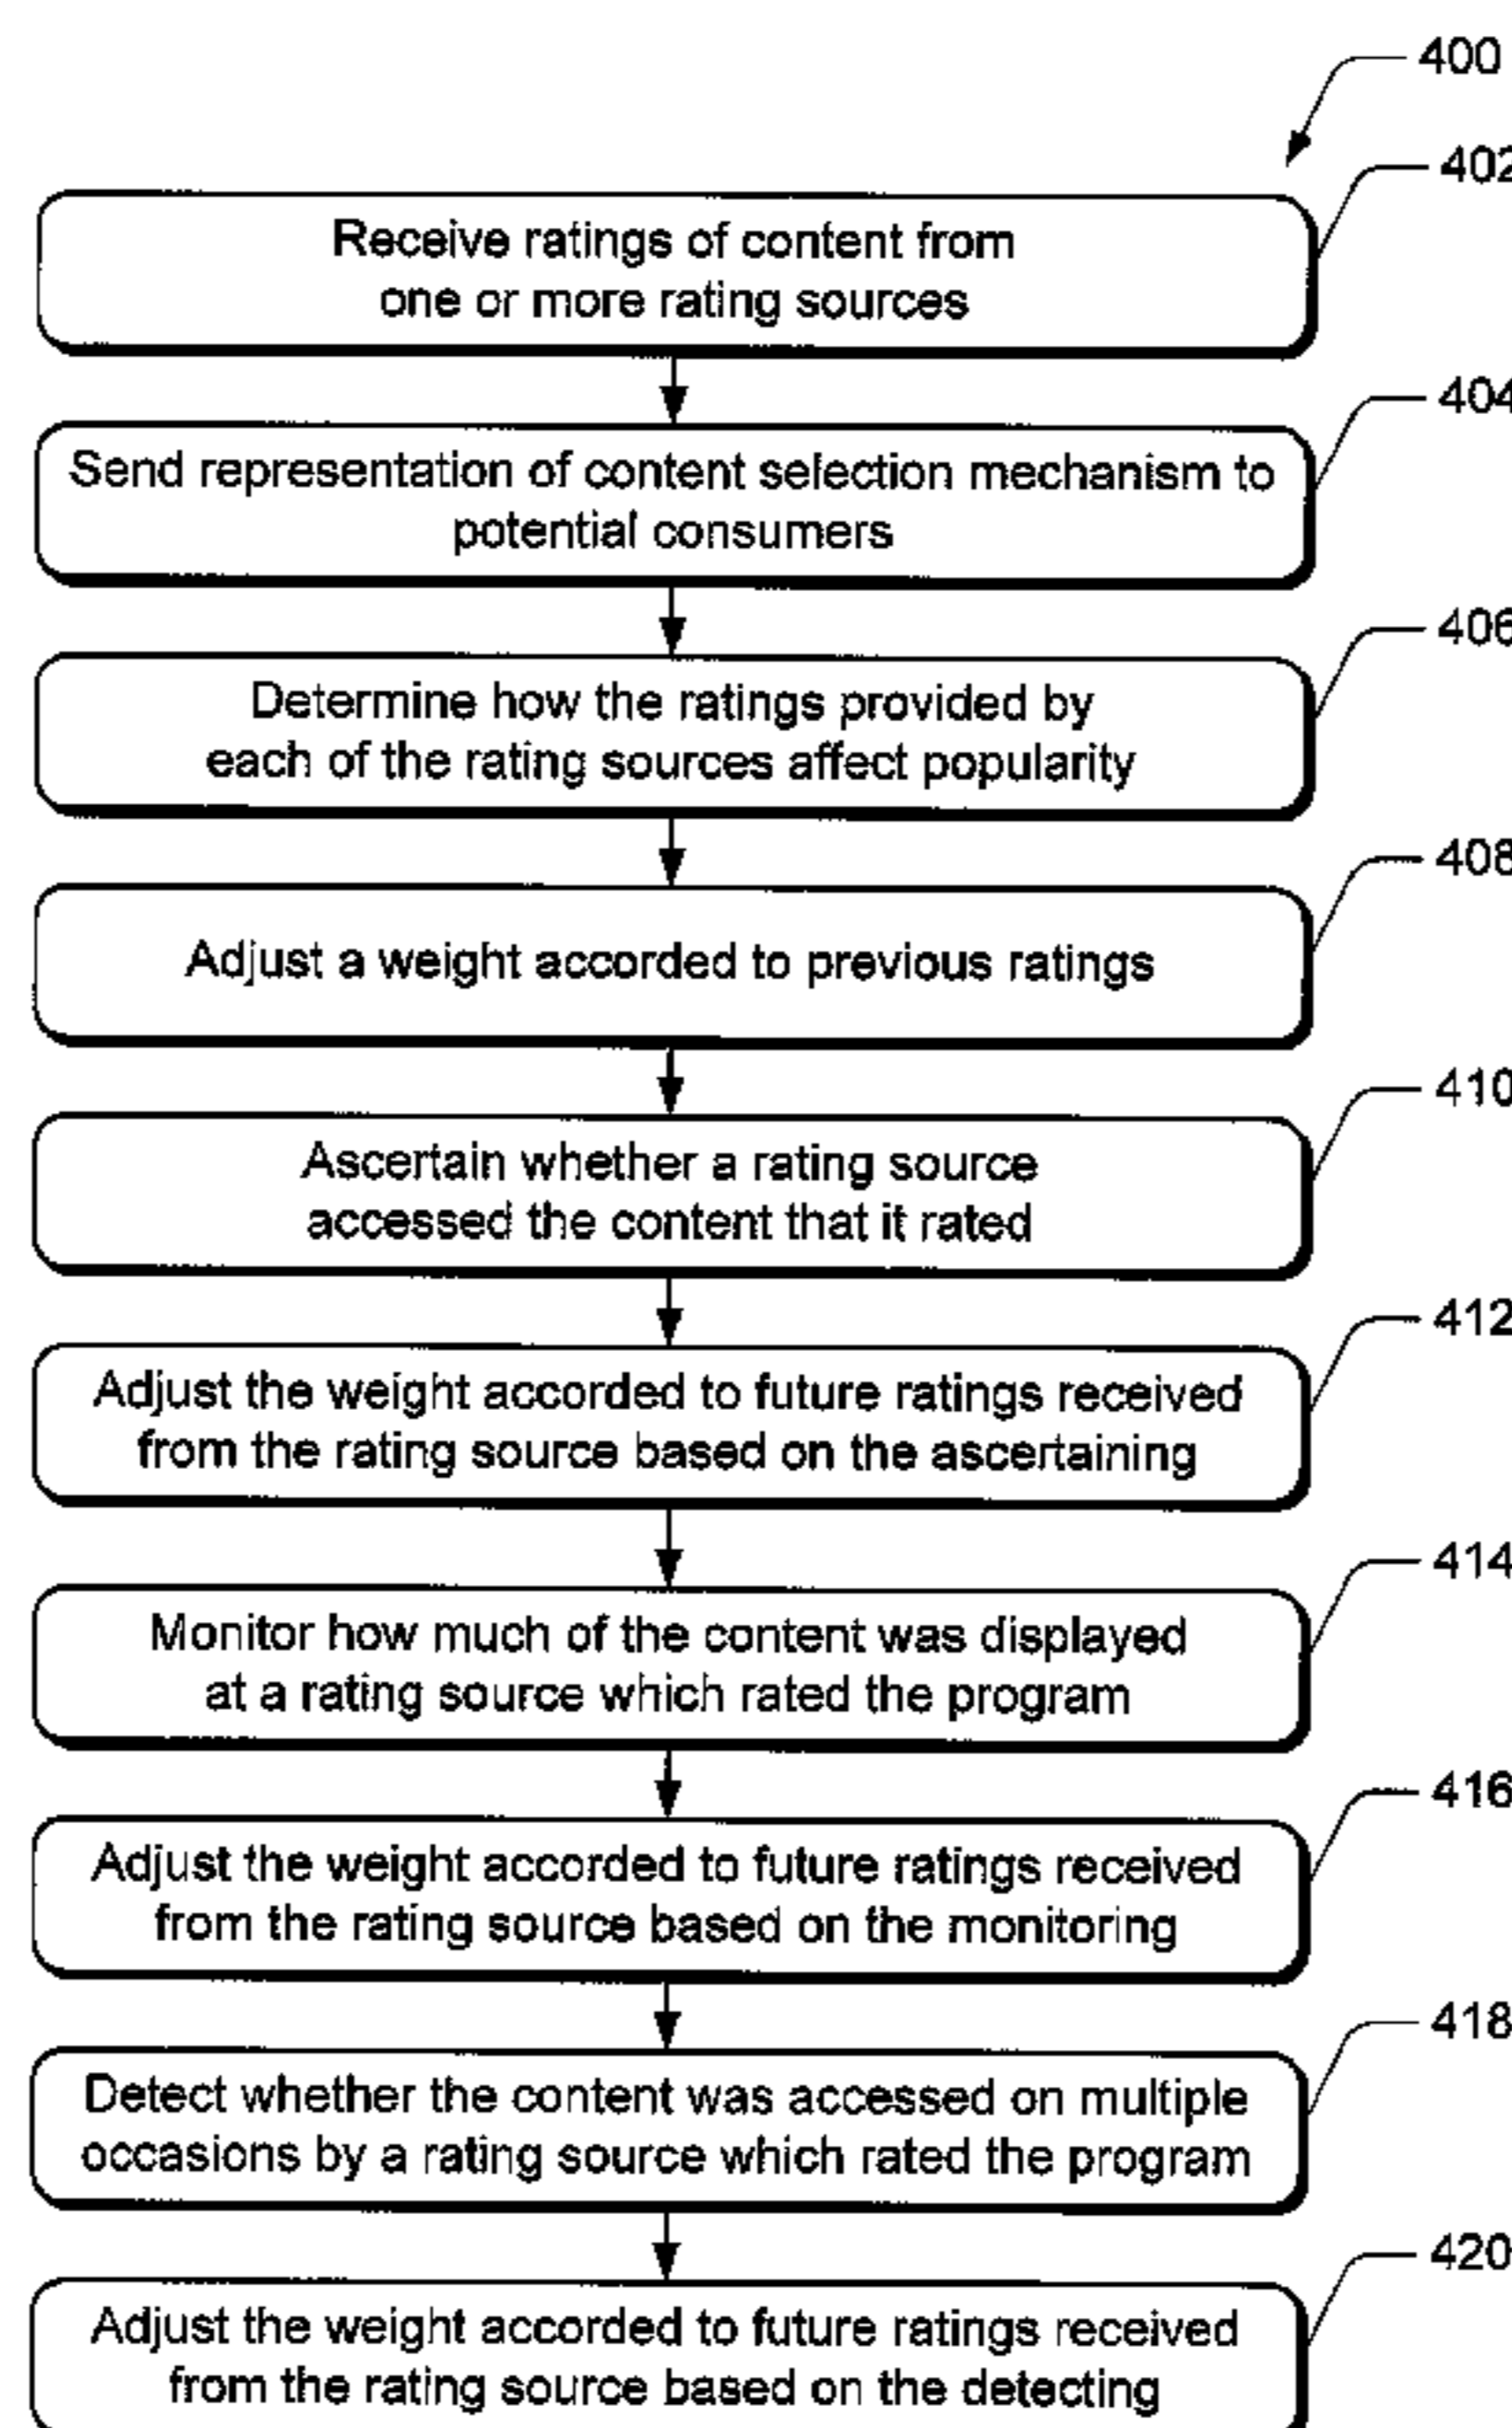 400
402
Receive ratings of content from
one or more rating sources
404
Send representation of content selection mechanism to
potential consumers
406
Determine how the ratings provided by
each of the rating sources affect popularity
408
Adjust a weight accorded to previous ratings
410
Ascertain whether a rating source
accessed the content that it rated
412
Adjust the weight accorded to future ratings received
from the rating source based on the ascertaining
414
Monitor how much of the content was displayed
at a rating source which rated the program
416
Adjust the weight accorded to future ratings received
from the rating source based on the monitoring
418
Detect whether the content was accessed on multiple
occasions by a rating source which rated the program
420
Adjust the weight accorded to future ratings received
from the rating source based on the detecting